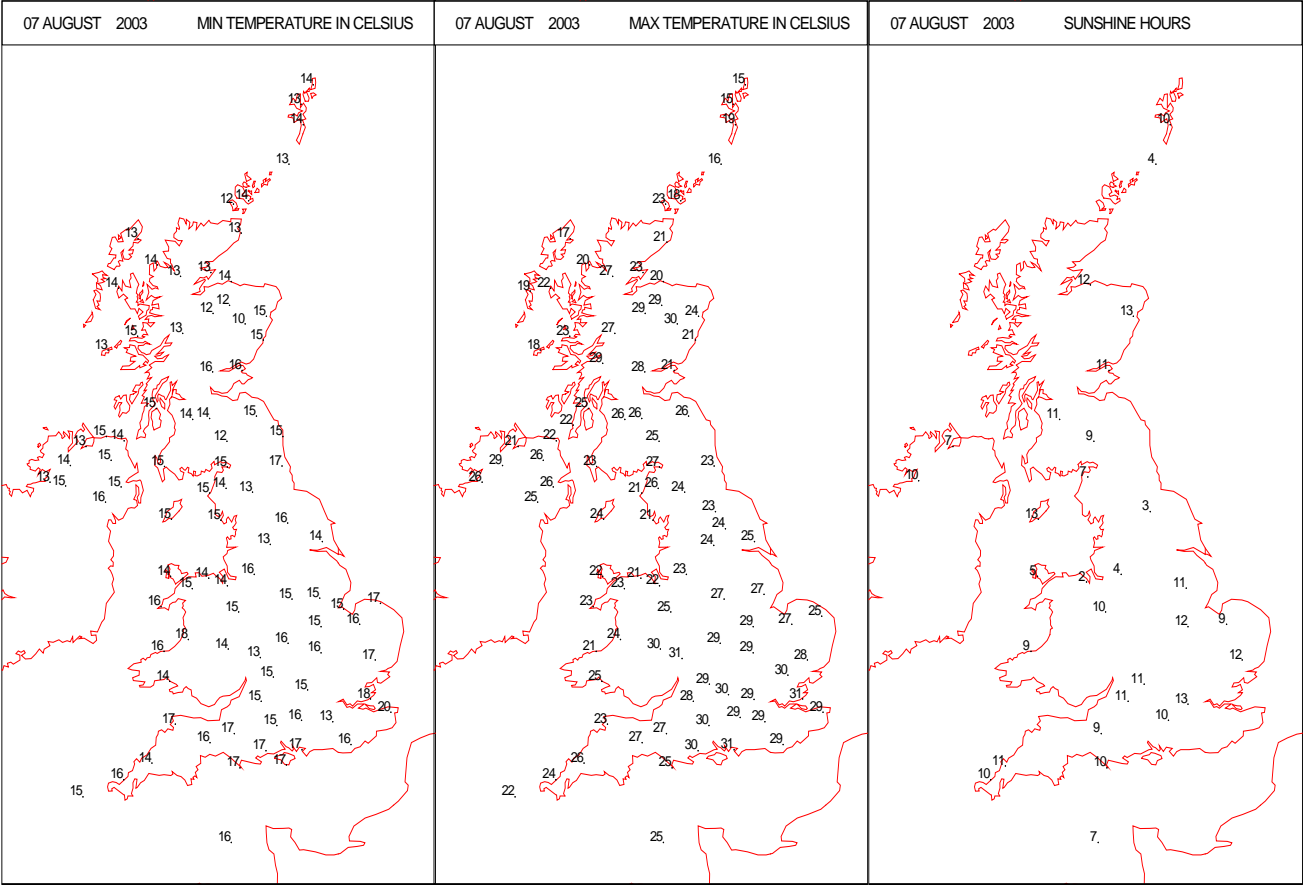 07 AUGUST 2003 MIN TEMPERATURE IN CELSIUS
14
13
14
13
12 14
13
13
14 13 13
14 14
12
12 15
10
15 13 15
13
16 16
15
14 14 15
15 14 15
13 12
14 15 15 15 17
13 15 15 14
16 15 13
15 15 16
14
13
14 14 16
15 14
15 15 17
16 15 15
15 16
18 16
16 14 16
13 17
14 15
15
15 18
20
17 15 16 13
16 17
17 17 16
14 17 17
16
15
16
07 AUGUST 2003 MAX TEMPERATURE IN CELSIUS
15
15
19
16
23 18
17 21
20 27 23
19 22 20
29
29 24
30
23 27 24
18
29 28 21
25
22 26 26 26
21 22 25
29 26 23 27 23
26 26 21 26 24
25
24 21 23
24
24 25
22 21 22 23
23
23 25 27 27
29 27 25
21 24 30 29 29
31 28
25 29 30
30
28 29 31
29
23 27 30 29 29
27 30 31 29
26 25
24
22
25
07 AUGUST 2003 SUNSHINE HOURS
10
4
12
13
11
11
7 9
10 7
13 3
5 2 4
11
10
12 9
9 12
11
11 13
10
9
11 10
10
7